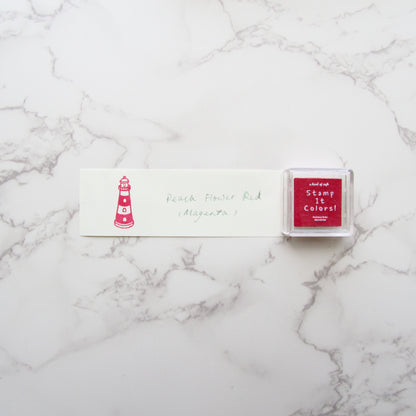 Peach Flower Red
(Magenta)
Stamp
It
Colors!